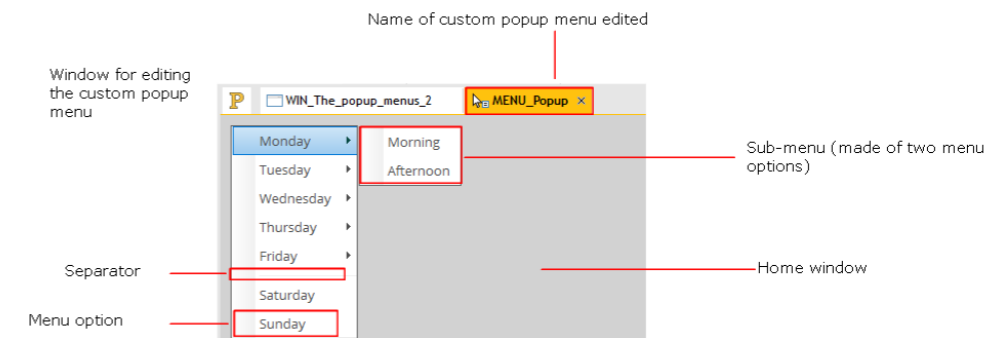 Name of custom popup menu edited
Window for editing
the custom popup
menu
P WIN_The_popup_menus_2 MENU_Popup ×
Monday Morning
Tuesday Afternoon
Sub-menu (made of two menu
options)
Wednesday
Thursday
Friday
Separator
Home window
Saturday
Menu option
Sunday